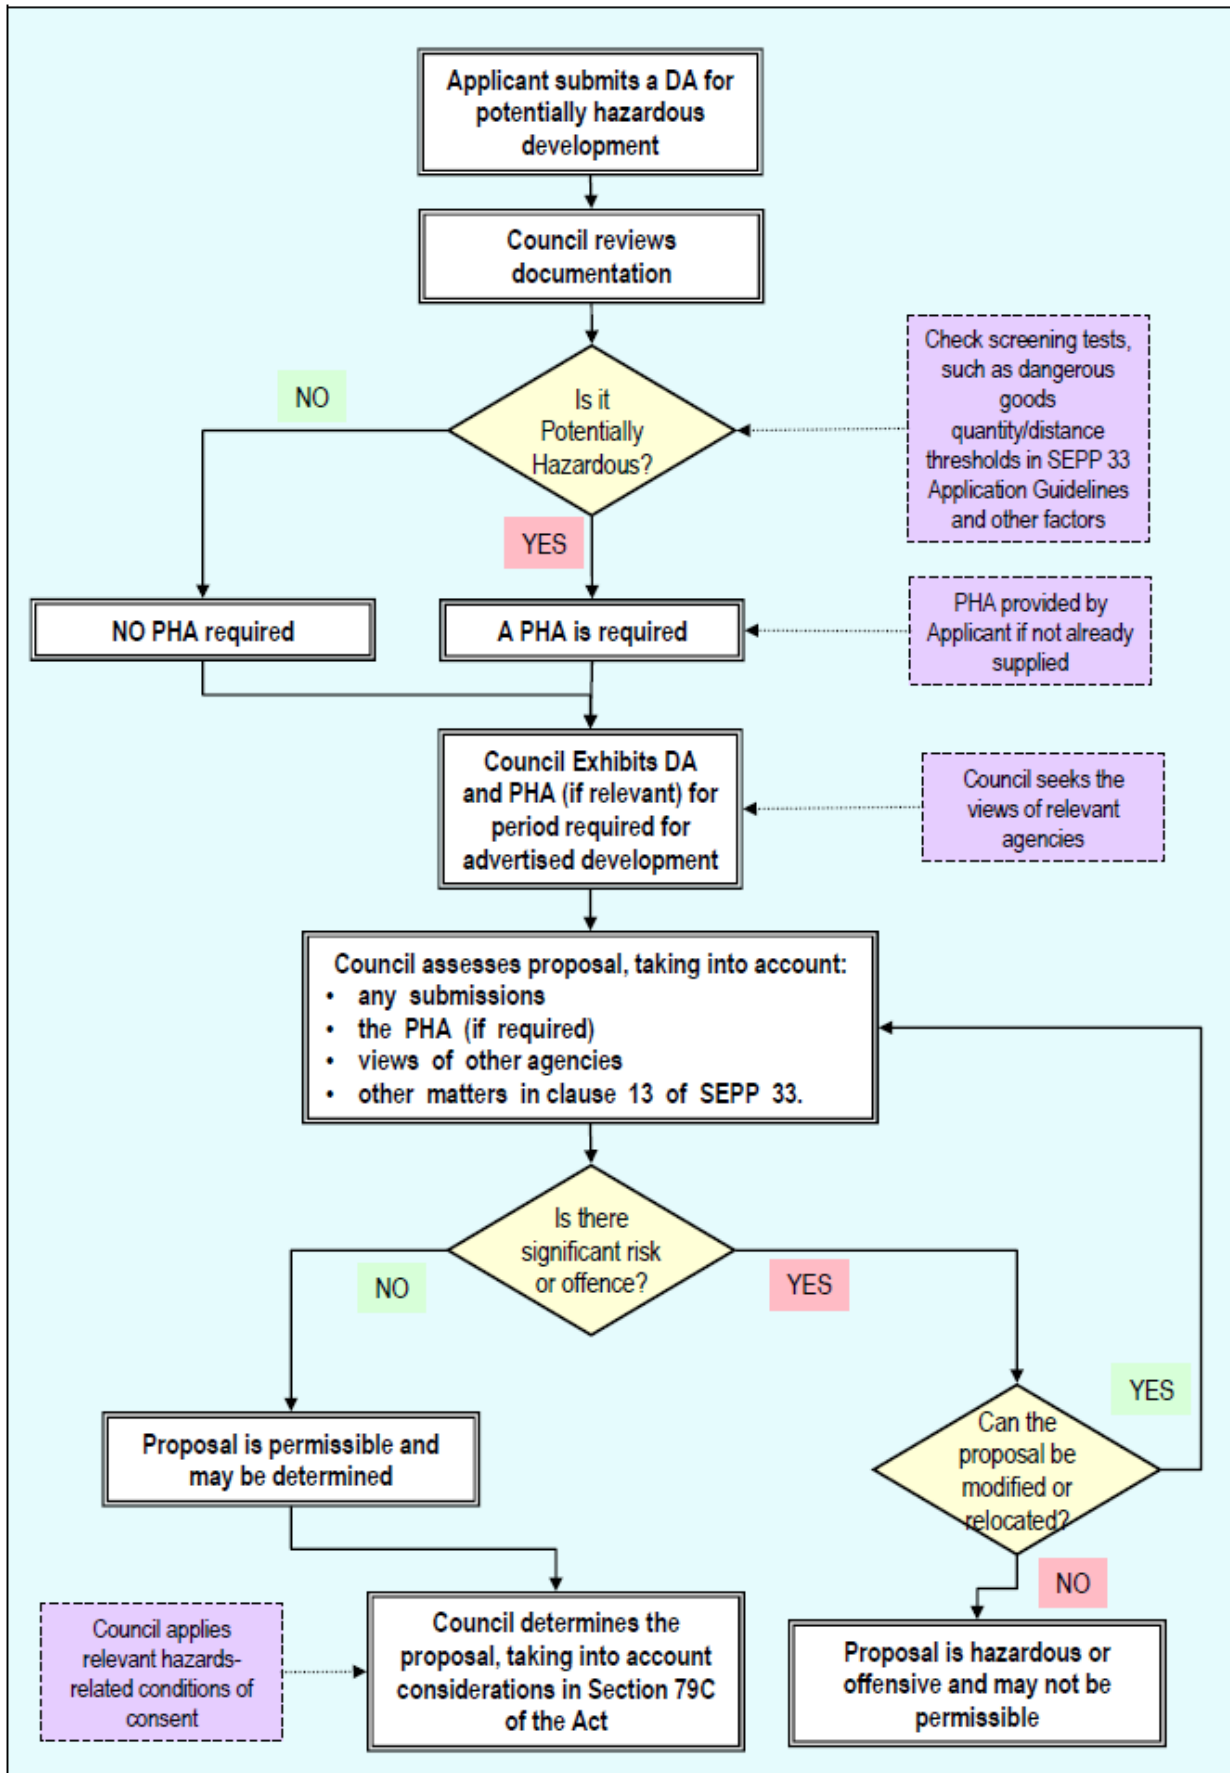 Applicant submits a DA for
potentially hazardous
development
Council reviews
documentation
Check screening tests,
such as dangerous
goods
quantity/distance
thresholds in SEPP 33
Application Guidelines
and other factors
NO
Is it
Potentially
Hazardous?
YES
NO PHA required
A PHA is required
PHA provided by
Applicant if not already
supplied
Council Exhibits DA
and PHA (if relevant) for
period required for
advertised development
Council seeks the
views of relevant
agencies
Council assesses proposal, taking into account:
• any submissions
• the PHA (if required)
• views of other agencies
• other matters in clause 13 of SEPP 33.
Is there
significant risk
or offence?
NO
YES
YES
Proposal is permissible and
may be determined
Can the
proposal be
modified or
relocated?
NO
Council applies
relevant hazards-
related conditions of
consent
Council determines the
proposal, taking into account
considerations in Section 79C
of the Act
Proposal is hazardous or
offensive and may not be
permissible